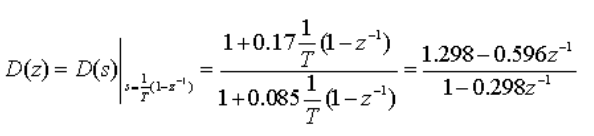 D(z) = D(s)|_{s=\frac{1}{T}(1-z^{-1})} = \frac{1+0.17\frac{1}{T}(1-z^{-1})}{1+0.085\frac{1}{T}(1-z^{-1})} = \frac{1.298-0.596z^{-1}}{1-0.298z^{-1}}